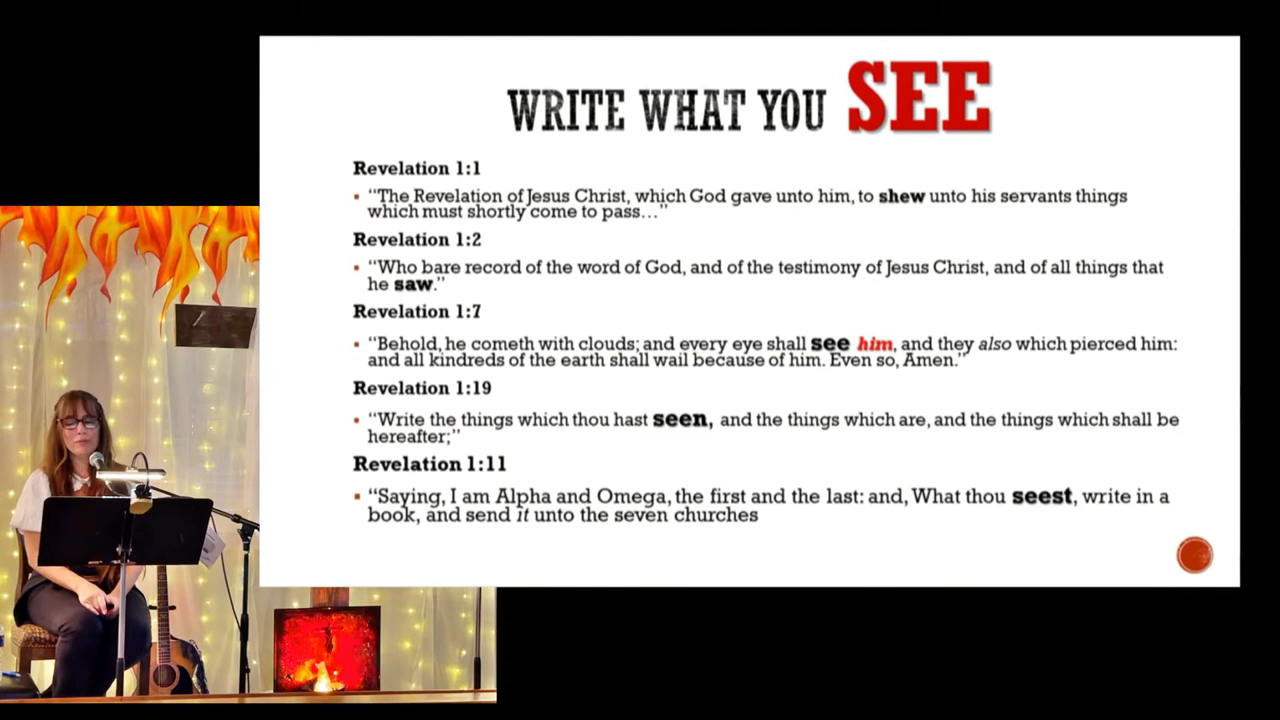 WRITE WHAT YOU SEE
Revelation 1:1
▪ “The Revelation of Jesus Christ, which God gave unto him, to shew unto his servants things
which must shortly come to pass…”
Revelation 1:2
▪ “Who bare record of the word of God, and of the testimony of Jesus Christ, and of all things that
he saw.”
Revelation 1:7
▪ “Behold, he cometh with clouds; and every eye shall see him, and they also which pierced him:
and all kindreds of the earth shall wail because of him. Even so, Amen.”
Revelation 1:19
▪ “Write the things which thou hast seen, and the things which are, and the things which shall be
hereafter;”
Revelation 1:11
▪ “Saying, I am Alpha and Omega, the first and the last: and, What thou seest, write in a
book, and send it unto the seven churches